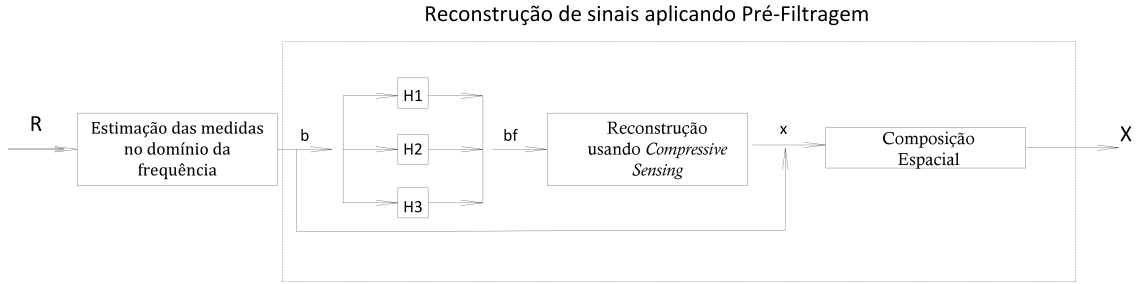 Reconstrução de sinais aplicando Pré-Filtragem
R
Estimação das medidas
no domínio da
frequência
b
H1
H2
H3
bf
Reconstrução
usando Compressive
Sensing
x
Composição
Espacial
X